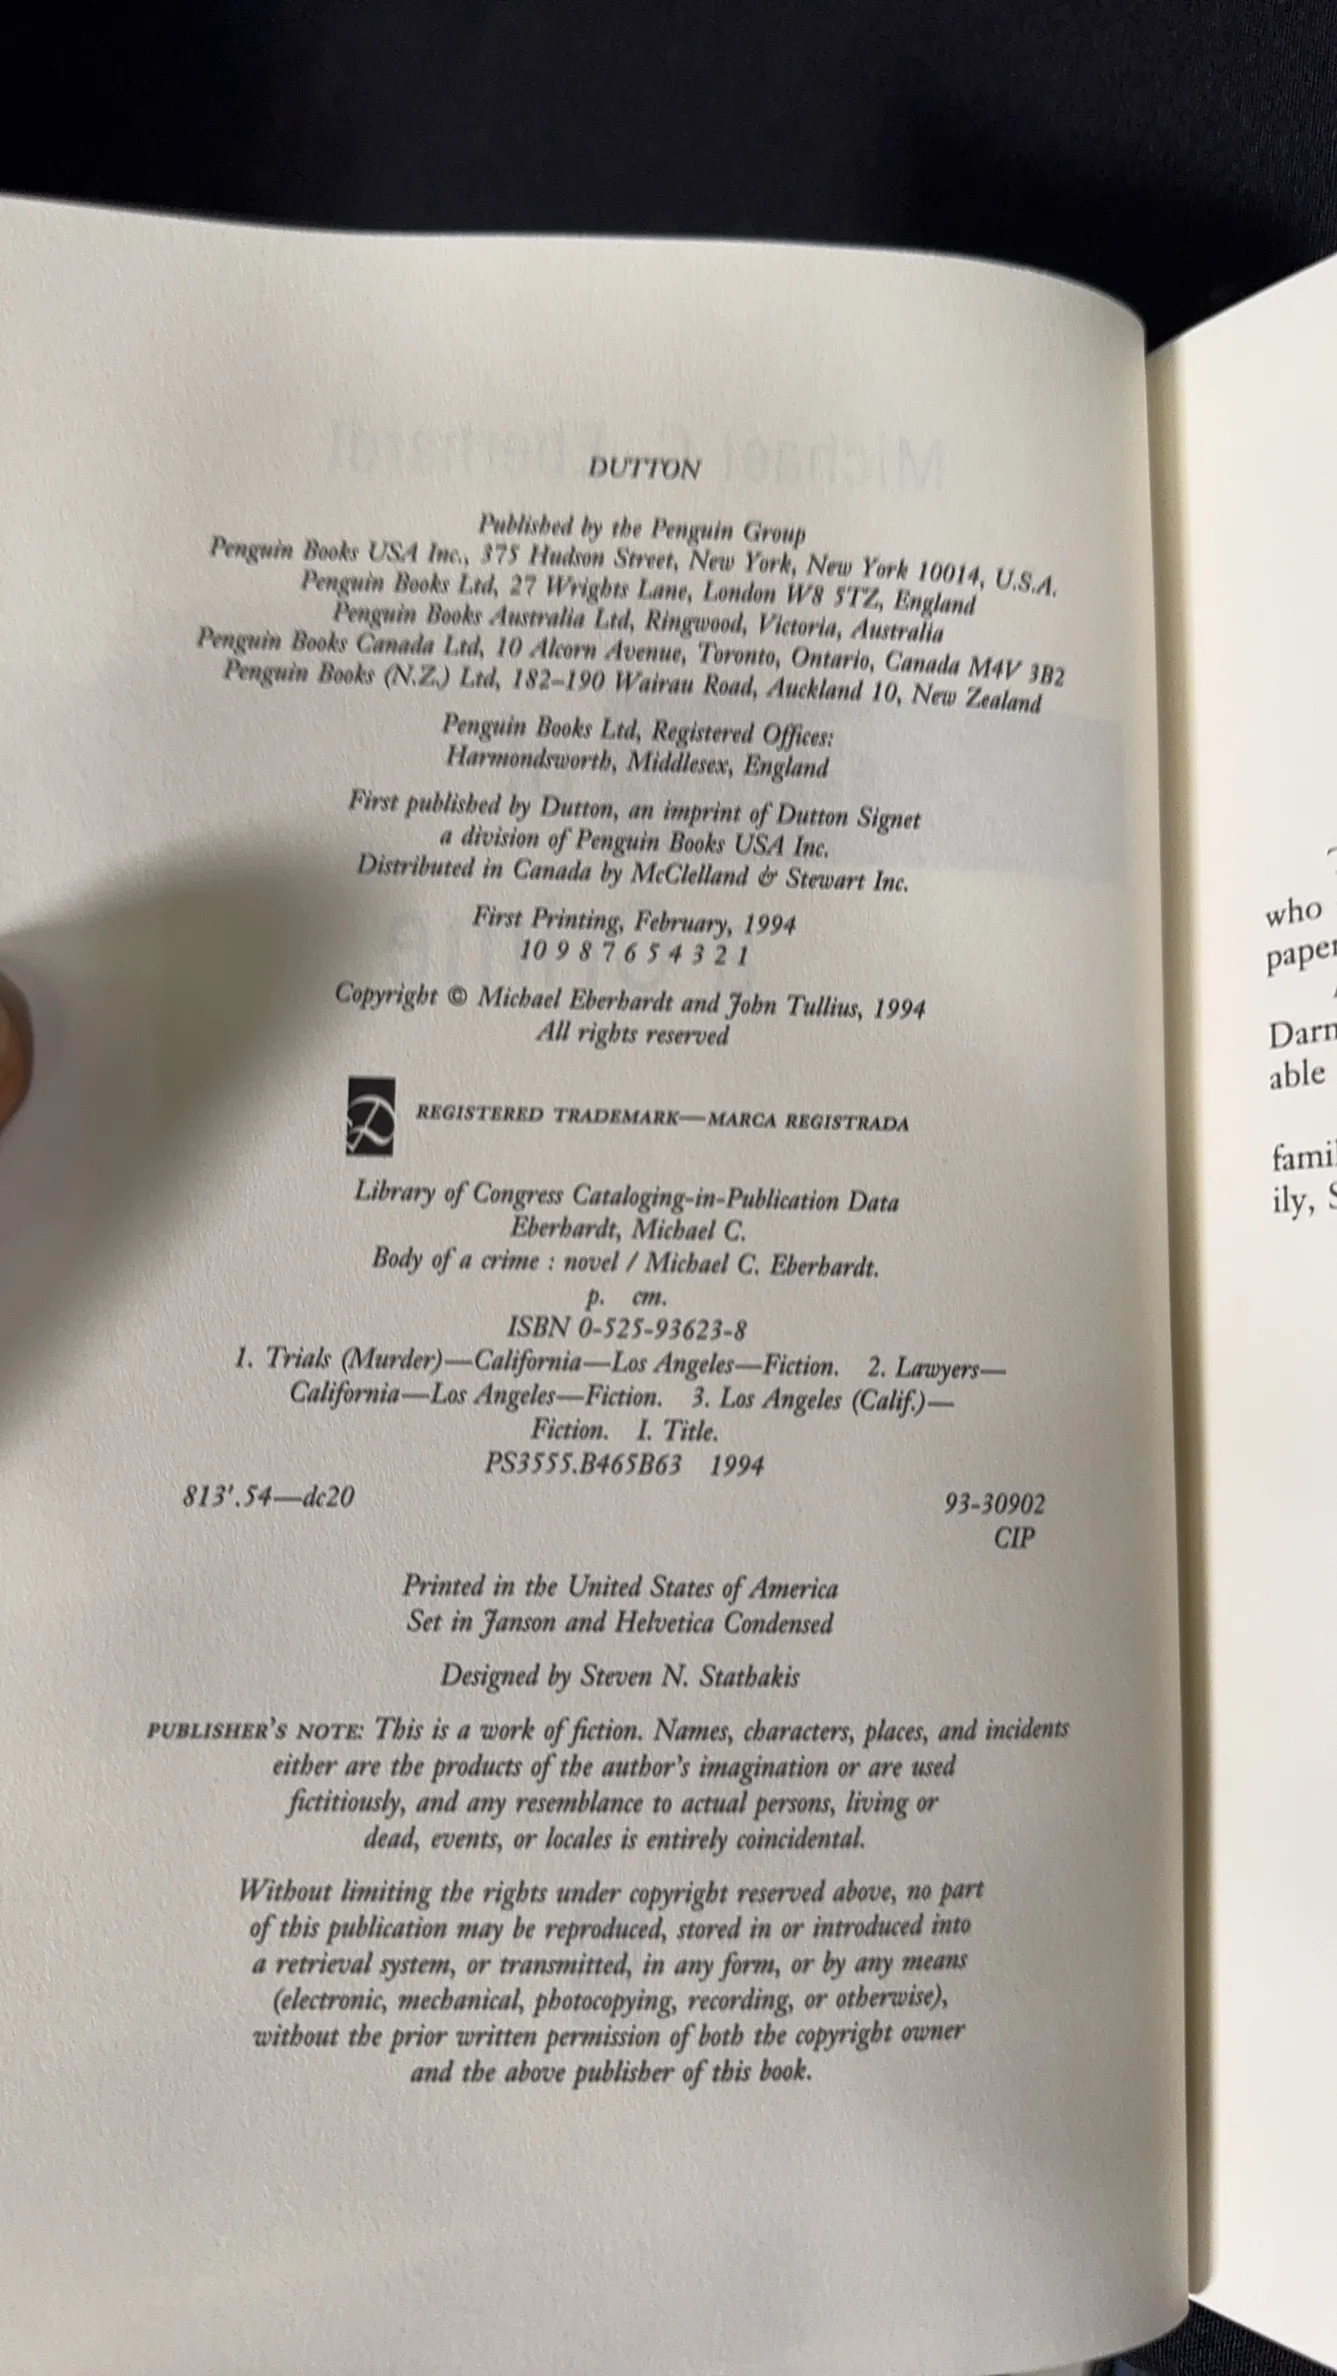 DUTTON
Published by the Penguin Group
Penguin Books USA Inc., 375 Hudson Street, New York, New York 10014, U.S.A.
Penguin Books Ltd, 27 Wrights Lane, London W8 5TZ, England
Penguin Books Australia Ltd, Ringwood, Victoria, Australia
Penguin Books Canada Ltd, 10 Alcorn Avenue, Toronto, Ontario, Canada M4V 3B2
Penguin Books (N.Z.) Ltd, 182–190 Wairau Road, Auckland 10, New Zealand
Penguin Books Ltd, Registered Offices:
Harmondsworth, Middlesex, England
First published by Dutton, an imprint of Dutton Signet
a division of Penguin Books USA Inc.
Distributed in Canada by McClelland & Stewart Inc.
First Printing, February, 1994
10 9 8 7 6 5 4 3 2 1
Copyright © Michael Eberhardt and John Tullius, 1994
All rights reserved
REGISTERED TRADEMARK—MARCA REGISTRADA
Library of Congress Cataloging-in-Publication Data
Eberhardt, Michael C.
Body of a crime : novel / Michael C. Eberhardt.
p. cm.
ISBN 0-525-93623-8
1. Trials (Murder)—California—Los Angeles—Fiction. 2. Lawyers—
California—Los Angeles—Fiction. 3. Los Angeles (Calif.)—
Fiction. I. Title.
PS3555.B465B63 1994
813'.54—dc20 93-30902
CIP
Printed in the United States of America
Set in Janson and Helvetica Condensed
Designed by Steven N. Stathakis
PUBLISHER'S NOTE: This is a work of fiction. Names, characters, places, and incidents
either are the products of the author's imagination or are used
fictitiously, and any resemblance to actual persons, living or
dead, events, or locales is entirely coincidental.
Without limiting the rights under copyright reserved above, no part
of this publication may be reproduced, stored in or introduced into
a retrieval system, or transmitted, in any form, or by any means
(electronic, mechanical, photocopying, recording, or otherwise),
without the prior written permission of both the copyright owner
and the above publisher of this book.
who
paper
Darn
able
famil
ily, S